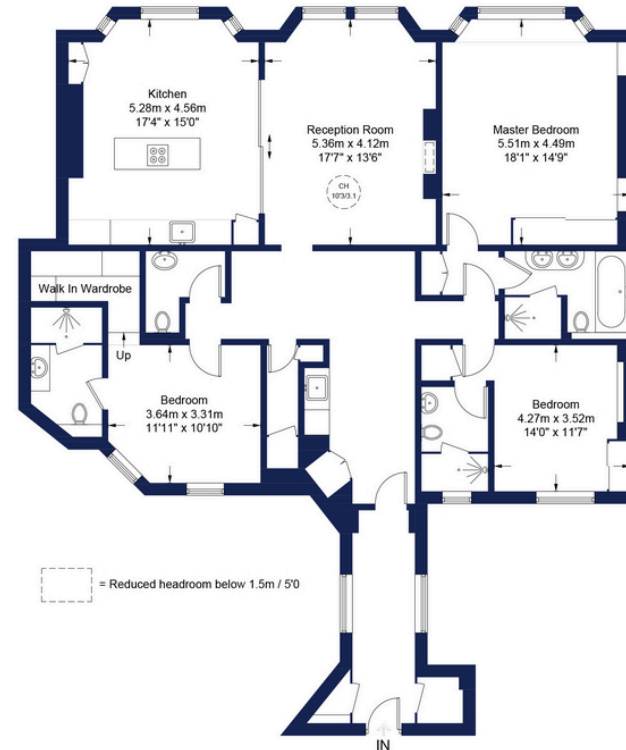 Kitchen
5.28m x 4.56m
17'4" x 15'0"
Reception Room
5.36m x 4.12m
17'7" x 13'6"
CH
10'3/3.1
Master Bedroom
5.51m x 4.49m
18'1" x 14'9"
Walk In Wardrobe
Up
Bedroom
3.64m x 3.31m
11'11" x 10'10"
Bedroom
4.27m x 3.52m
14'0" x 11'7"
= Reduced headroom below 1.5m / 5'0
IN